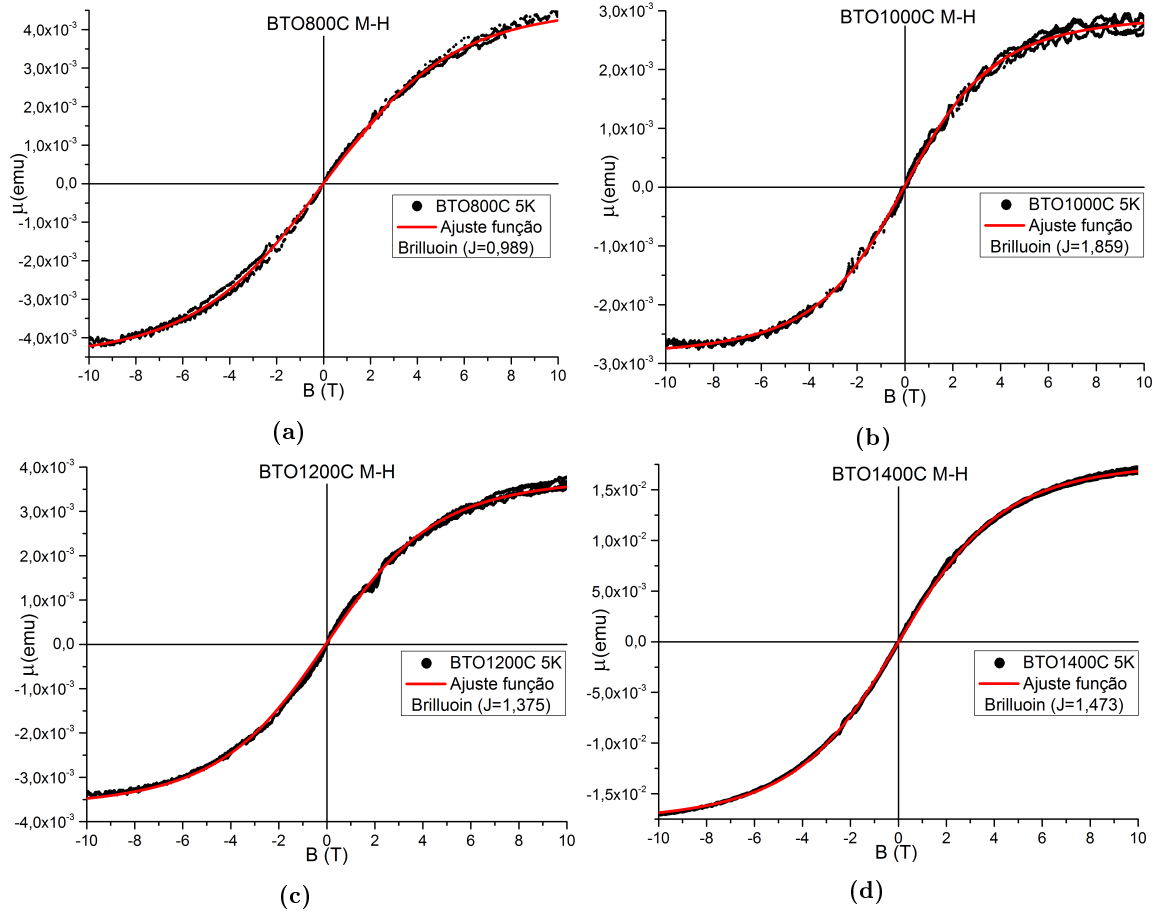 BTO800C M-H
4,0x10⁻³
3,0x10⁻³
2,0x10⁻³
1,0x10⁻³
0,0
-1,0x10⁻³
-2,0x10⁻³
-3,0x10⁻³
-4,0x10⁻³
μ(emu)
BTO800C 5K
Ajuste função
Brilluoin (J=0,989)
-10 -8 -6 -4 -2 0 2 4 6 8 10
B (T)
(a)
BTO1000C M-H
3,0x10⁻³
2,0x10⁻³
1,0x10⁻³
0,0
-1,0x10⁻³
-2,0x10⁻³
-3,0x10⁻³
μ(emu)
BTO1000C 5K
Ajuste função
Brilluoin (J=1,859)
-10 -8 -6 -4 -2 0 2 4 6 8 10
B (T)
(b)
BTO1200C M-H
4,0x10⁻³
3,0x10⁻³
2,0x10⁻³
1,0x10⁻³
0,0
-1,0x10⁻³
-2,0x10⁻³
-3,0x10⁻³
-4,0x10⁻³
μ(emu)
BTO1200C 5K
Ajuste função
Brilluoin (J=1,375)
-10 -8 -6 -4 -2 0 2 4 6 8 10
B (T)
(c)
BTO1400C M-H
1,5x10⁻²
1,0x10⁻²
5,0x10⁻³
0,0
-5,0x10⁻³
-1,0x10⁻²
-1,5x10⁻²
μ(emu)
BTO1400C 5K
Ajuste função
Brilluoin (J=1,473)
-10 -8 -6 -4 -2 0 2 4 6 8 10
B (T)
(d)